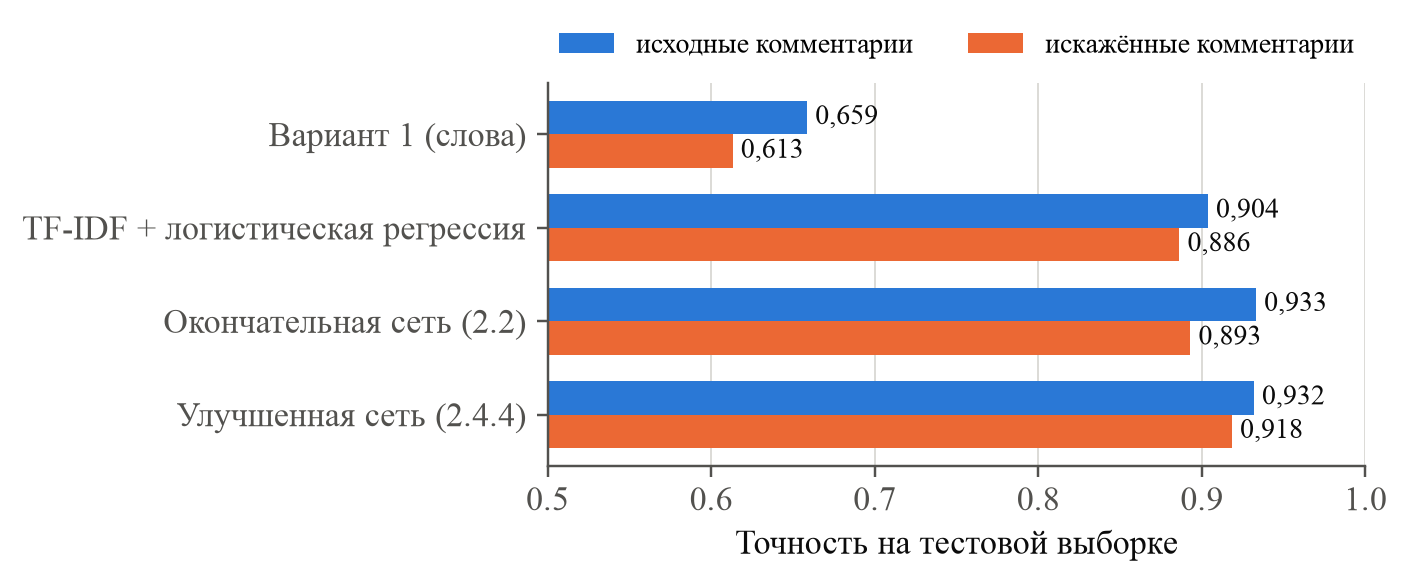 исходные комментарии искажённые комментарии
Вариант 1 (слова) 0,659
0,613
TF-IDF + логистическая регрессия 0,904
0,886
Окончательная сеть (2.2) 0,933
0,893
Улучшенная сеть (2.4.4) 0,932
0,918
0.5 0.6 0.7 0.8 0.9 1.0
Точность на тестовой выборке